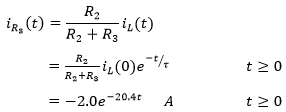 i_{R_3}(t) = \frac{R_2}{R_2 + R_3} i_L(t)
= \frac{R_2}{R_2 + R_3} i_L(0) e^{-t/τ} t ≥ 0
= −2.0e^{−20.4t} A t ≥ 0